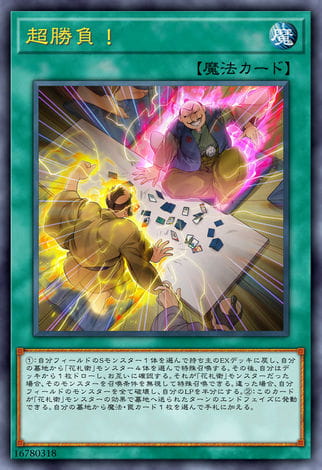 超勝負！
魔
【魔法カード】
①：自分フィールドのＳモンスター１体を選んで持ち主のEXデッキに戻し、自分
の墓地から「花札衛」モンスター４体を選んで特殊召喚する。その後、自分はデ
ッキから１枚ドローし、お互いに確認する。それが「花札衛」モンスターだった
場合、そのモンスターを召喚条件を無視して特殊召喚できる。違った場合、自分
フィールドのモンスターを全て破壊し、自分のLPを半分にする。②：このカード
が「花札衛」モンスターの効果で墓地へ送られたターンのエンドフェイズに発動
できる。自分の墓地から魔法・罠カード１枚を選んで手札に加える。
16780318